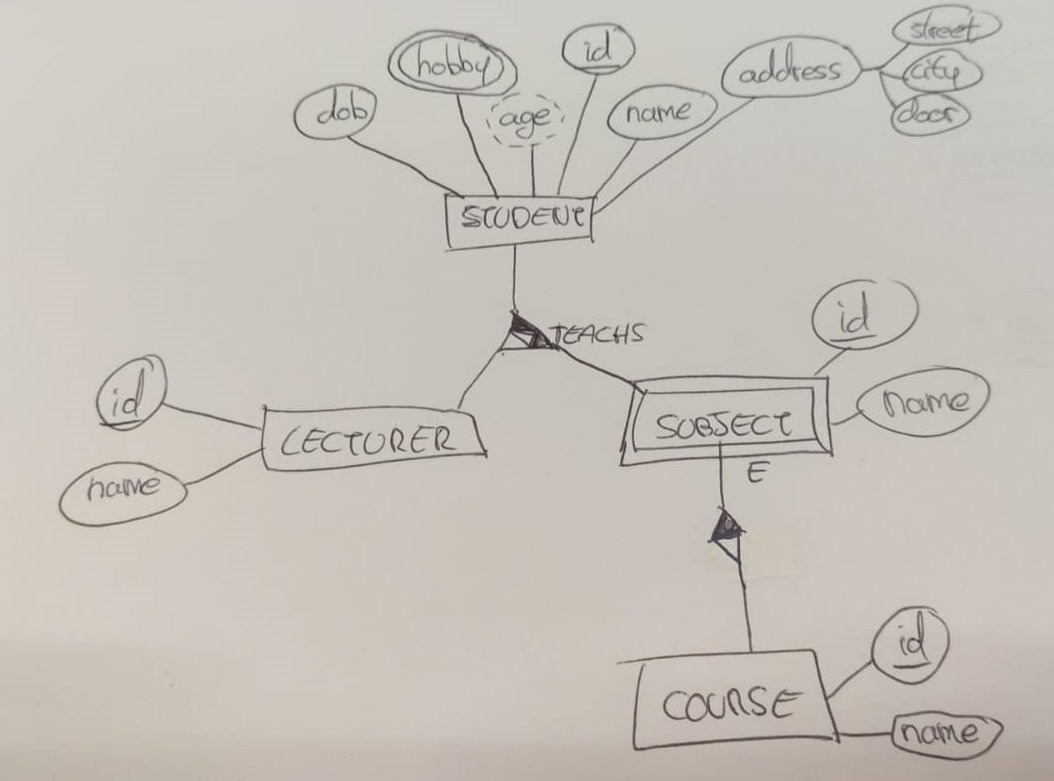 street
hobby
id
address
city
dob
age
name
door
STUDENT
TEACHS
id
id
name
LECTURER
SUBJECT
name
E
id
COURSE
name